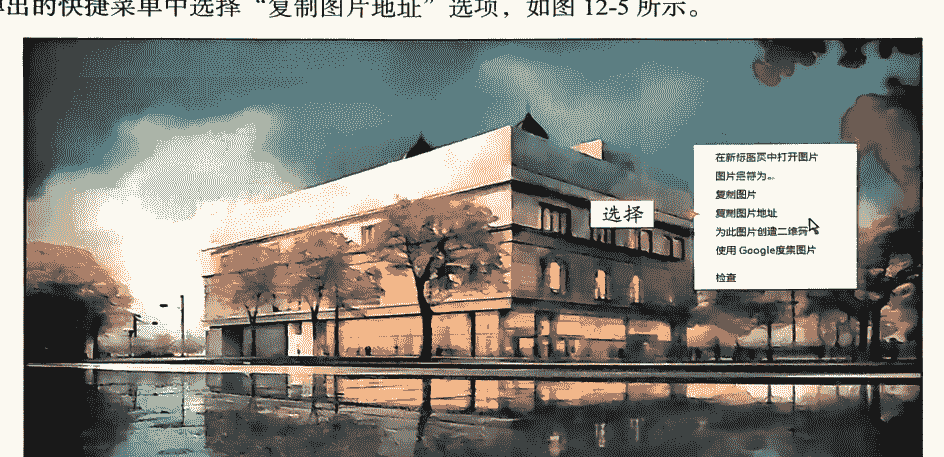 出的快捷菜单中选择“复制图片地址”选项，如图 12-5 所示。
在新标签页中打开图片
图片另存为...
复制图片
选择
复制图片地址
为此图片创建二维码
使用 Google搜索图片
检查